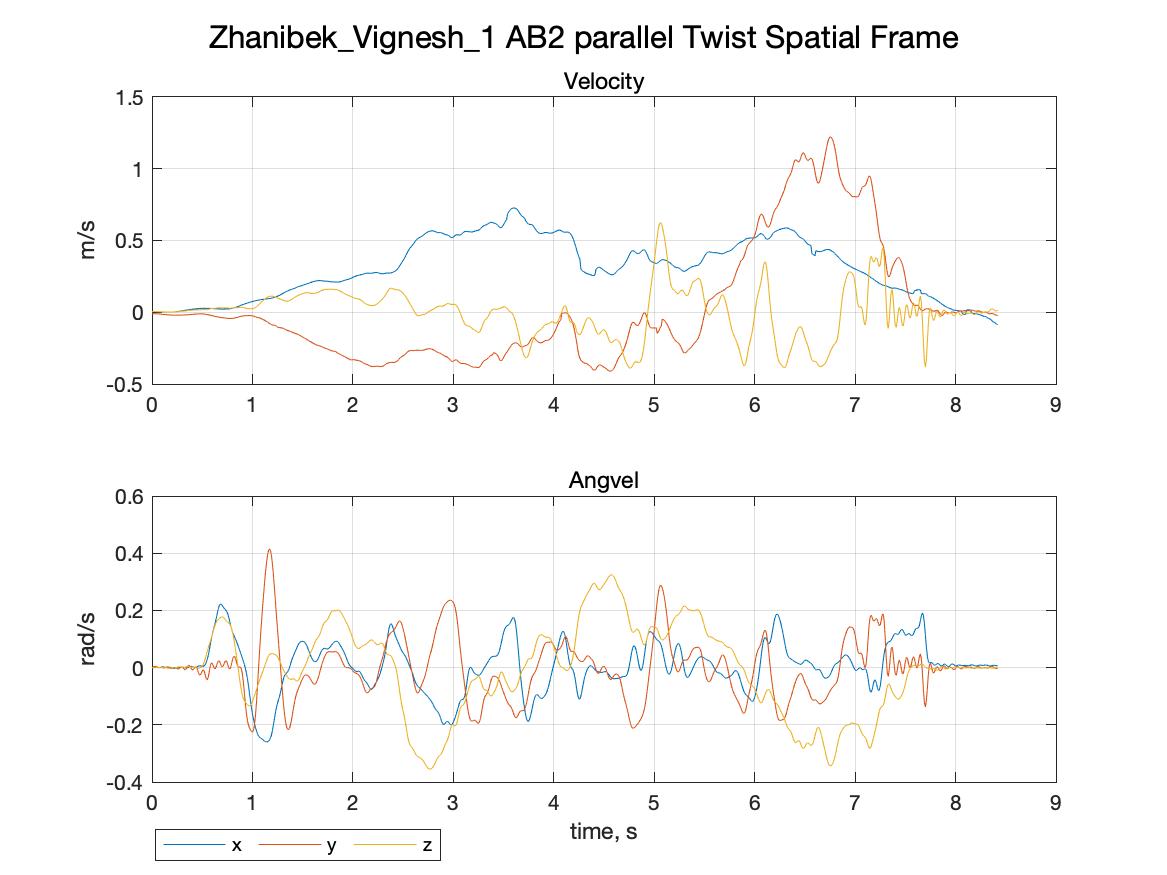 Zhanibek_Vignesh_1 AB2 parallel Twist Spatial Frame
Velocity
1.5
1
0.5
0
-0.5
m/s
0 1 2 3 4 5 6 7 8 9
Angvel
0.6
0.4
0.2
0
-0.2
-0.4
rad/s
0 1 2 3 4 5 6 7 8 9
time, s
x y z